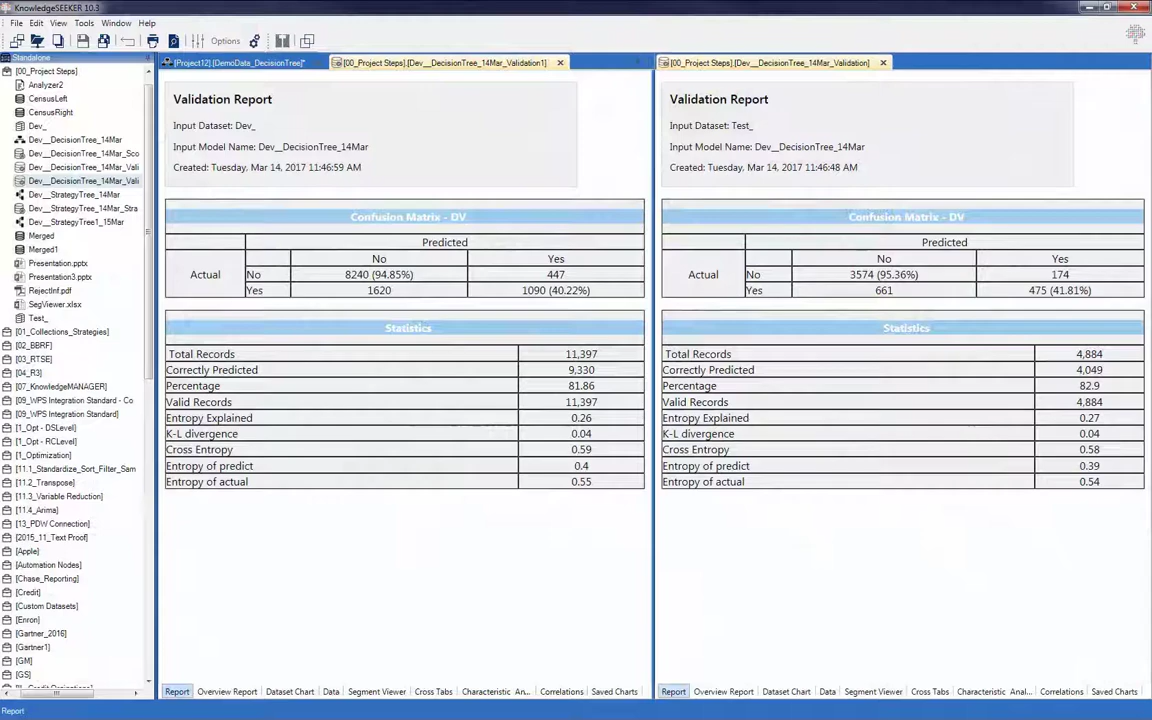 KnowledgeSEEKER 10.3
File Edit View Tools Window Help
Options
Standalone
[00_Project Steps]
Analyzer2
CensusLeft
CensusRight
Dev_
Dev__DecisionTree_14Mar
Dev__DecisionTree_14Mar_Sco
Dev__DecisionTree_14Mar_Vali
Dev__DecisionTree_14Mar_Vali
Dev__StrategyTree_14Mar
Dev__StrategyTree_14Mar_Stra
Dev__StrategyTree1_15Mar
Merged
Merged1
Presentation.pptx
Presentation3.pptx
RejectInf.pdf
SegViewer.xlsx
Test_
[01_Collections_Strategies]
[02_BBRF]
[03_RTSE]
[04_R3]
[07_KnowledgeMANAGER]
[09_WPS Integration Standard - Co
[09_WPS Integration Standard]
[1_Opt - DSLevel]
[1_Opt - RCLevel]
[1_Optimization]
[11.1_Standardize_Sort_Filter_Sam
[11.2_Transpose]
[11.3_Variable Reduction]
[11.4_Arima]
[13_PDW Connection]
[2015_11_Text Proof]
[Apple]
[Automation Nodes]
[Chase_Reporting]
[Credit]
[Custom Datasets]
[Enron]
[Gartner_2016]
[Gartner1]
[GM]
[GS]
[Project12].[DemoData_DecisionTree]*
[00_Project Steps].[Dev__DecisionTree_14Mar_Validation1]
Validation Report
Input Dataset: Dev_
Input Model Name: Dev__DecisionTree_14Mar
Created: Tuesday, Mar 14, 2017 11:46:59 AM
Confusion Matrix - DV
Predicted
No Yes
Actual No 8240 (94.85%) 447
Yes 1620 1090 (40.22%)
Statistics
Total Records 11,397
Correctly Predicted 9,330
Percentage 81.86
Valid Records 11,397
Entropy Explained 0.26
K-L divergence 0.04
Cross Entropy 0.59
Entropy of predict 0.4
Entropy of actual 0.55
Report Overview Report Dataset Chart Data Segment Viewer Cross Tabs Characteristic An... Correlations Saved Charts
[00_Project Steps].[Dev__DecisionTree_14Mar_Validation]
Validation Report
Input Dataset: Test_
Input Model Name: Dev__DecisionTree_14Mar
Created: Tuesday, Mar 14, 2017 11:46:48 AM
Confusion Matrix - DV
Predicted
No Yes
Actual No 3574 (95.36%) 174
Yes 661 475 (41.81%)
Statistics
Total Records 4,884
Correctly Predicted 4,049
Percentage 82.9
Valid Records 4,884
Entropy Explained 0.27
K-L divergence 0.04
Cross Entropy 0.58
Entropy of predict 0.39
Entropy of actual 0.54
Report Overview Report Dataset Chart Data Segment Viewer Cross Tabs Characteristic Anal... Correlations Saved Charts
Report